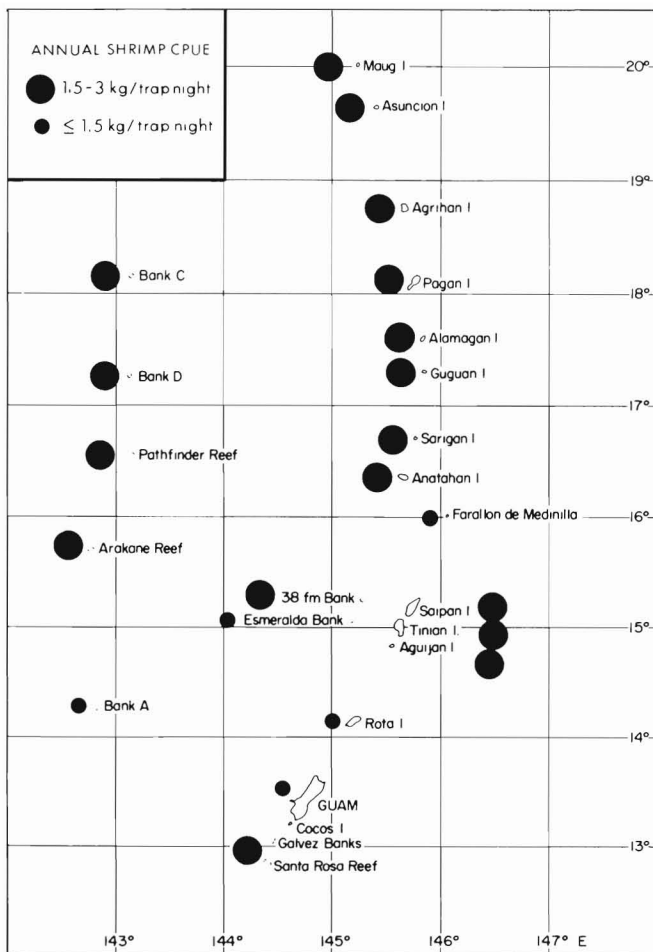 ANNUAL SHRIMP CPUE
1.5-3 kg/trap night
≤ 1.5 kg/trap night
Maug I
20°
Asuncion I
19°
Agrihan I
Bank C
Pagan I
18°
Alamagan I
Bank D
Guguan I
17°
Sarigan I
Pathfinder Reef
Anatahan I
Farallon de Medinilla
16°
Arakane Reef
38 fm Bank
Saipan I
Esmeralda Bank
Tinian I.
15°
Aguijan I
Bank A
Rota I
14°
GUAM
Cocos I
Galvez Banks
13°
Santa Rosa Reef
143° 144° 145° 146° 147° E